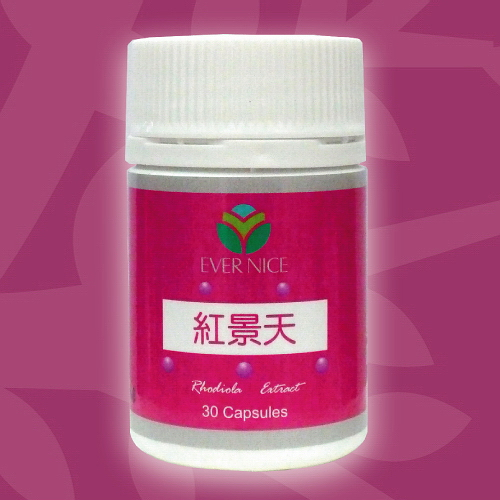 EVER NICE
紅景天
Rhodiola Extract
30 Capsules